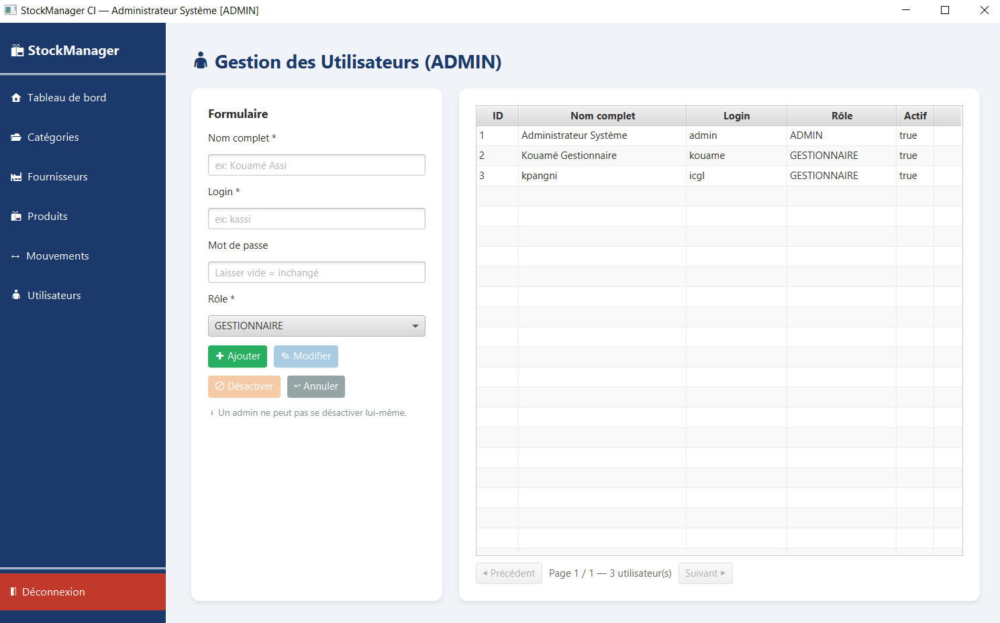 StockManager CI — Administrateur Système [ADMIN]
StockManager
Tableau de bord
Catégories
Fournisseurs
Produits
↔ Mouvements
Utilisateurs
Déconnexion
Gestion des Utilisateurs (ADMIN)
Formulaire
Nom complet *
ex: Kouamé Assi
Login *
ex: kassi
Mot de passe
Laisser vide = inchangé
Rôle *
GESTIONNAIRE
✚ Ajouter ✎ Modifier
Désactiver ↩ Annuler
i Un admin ne peut pas se désactiver lui-même.
ID Nom complet Login Rôle Actif
1 Administrateur Système admin ADMIN true
2 Kouamé Gestionnaire kouame GESTIONNAIRE true
3 kpangni icgl GESTIONNAIRE true
◄ Précédent Page 1 / 1 — 3 utilisateur(s) Suivant ►